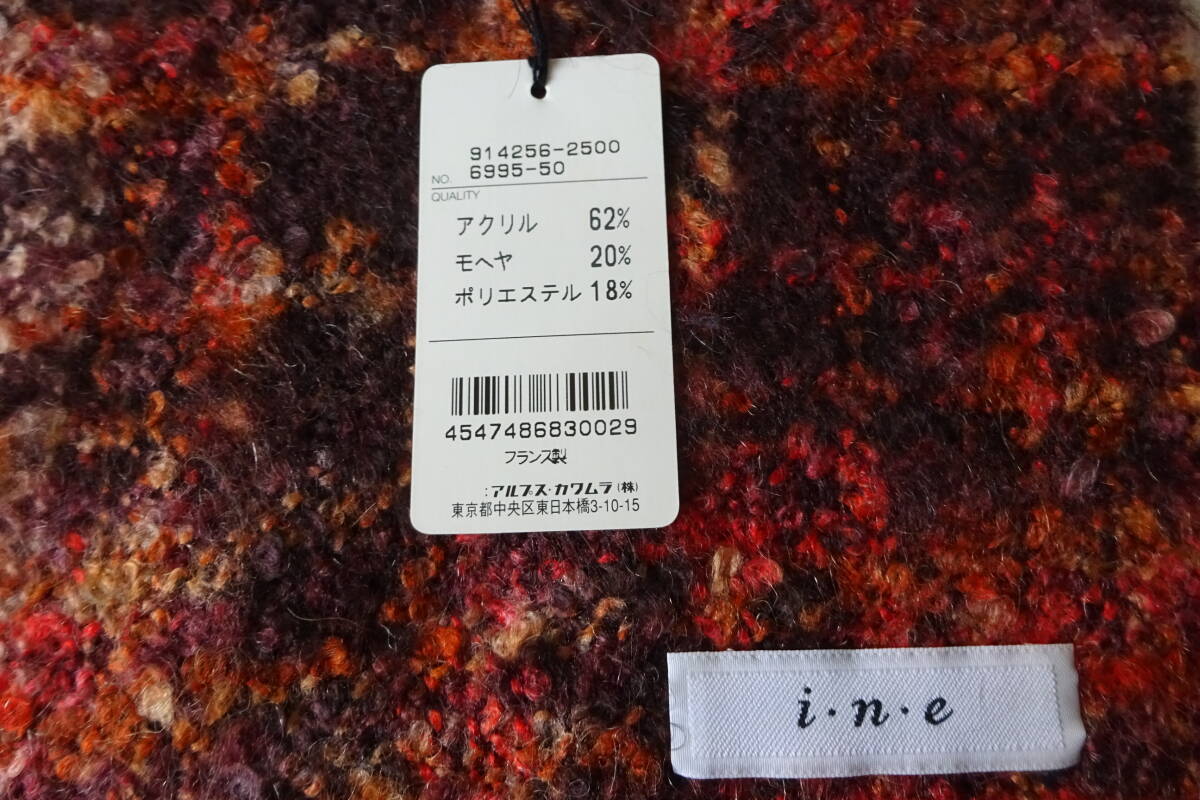 914256-2500
NO. 6995-50
QUALITY
アクリル 62%
モヘヤ 20%
ポリエステル 18%
4547486830029
フランス製
:アルプス・カワムラ(株)
東京都中央区東日本橋3-10-15
i・n・e